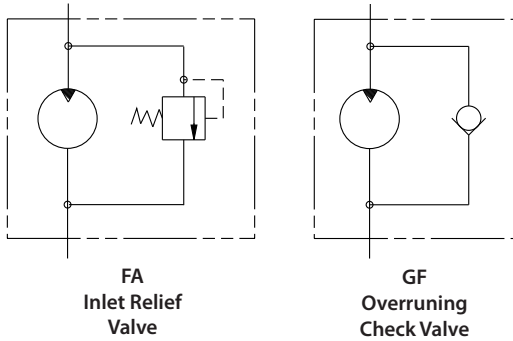 FA
Inlet Relief
Valve
GF
Overruning
Check Valve